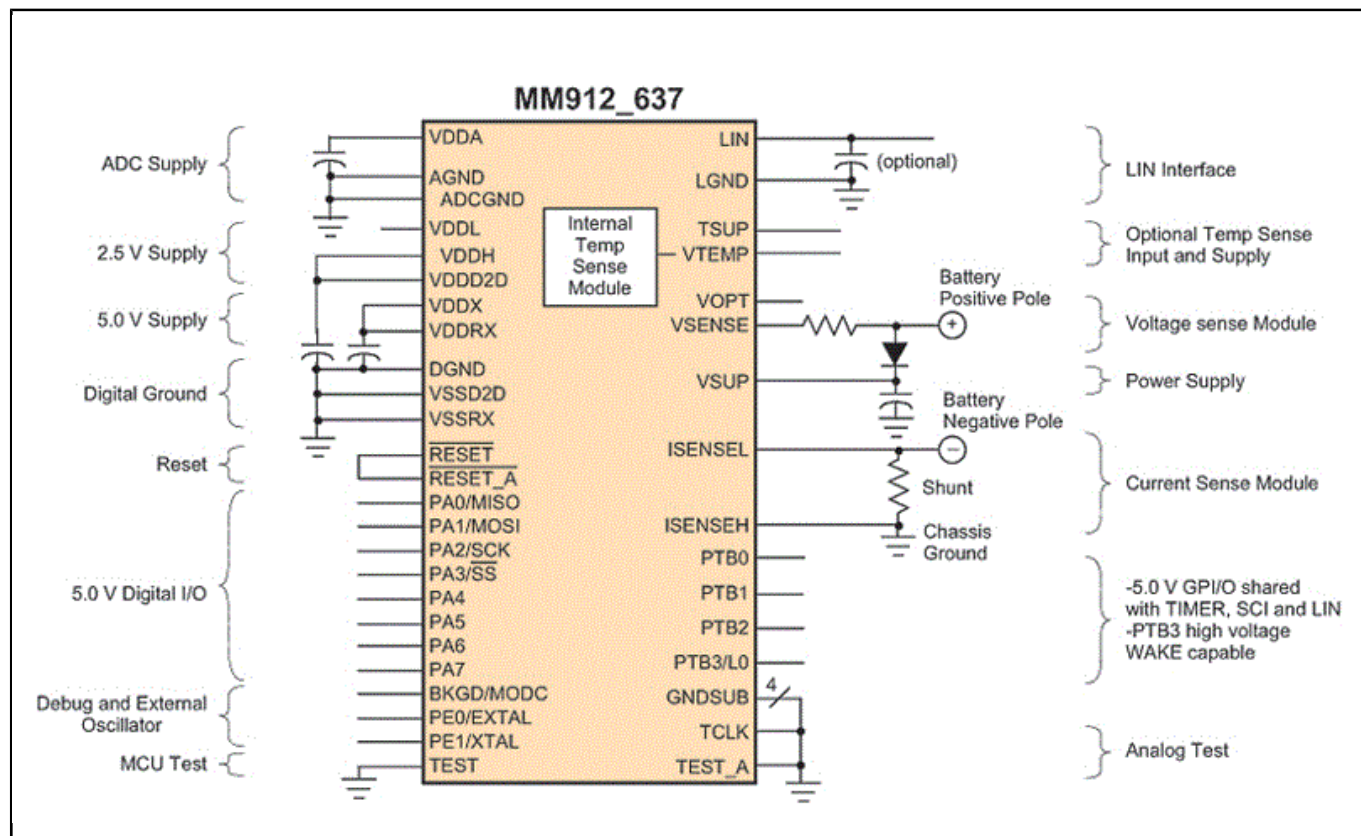 MM912_637
ADC Supply
2.5 V Supply
5.0 V Supply
Digital Ground
Reset
5.0 V Digital I/O
Debug and External
Oscillator
MCU Test
VDDA
AGND
ADCGND
VDDL
VDDH
VDDD2D
VDDX
VDDRX
DGND
VSSD2D
VSSRX
RESET
RESET_A
PA0/MISO
PA1/MOSI
PA2/SCK
PA3/SS
PA4
PA5
PA6
PA7
BKGD/MODC
PE0/EXTAL
PE1/XTAL
TEST
Internal
Temp
Sense
Module
LIN
LGND
TSUP
VTEMP
VOPT
VSENSE
VSUP
ISENSEL
ISENSEH
PTB0
PTB1
PTB2
PTB3/L0
GNDSUB
TCLK
TEST_A
(optional)
Battery
Positive Pole
+
Battery
Negative Pole
−
Shunt
Chassis
Ground
4
LIN Interface
Optional Temp Sense
Input and Supply
Voltage sense Module
Power Supply
Current Sense Module
-5.0 V GPI/O shared
with TIMER, SCI and LIN
-PTB3 high voltage
WAKE capable
Analog Test